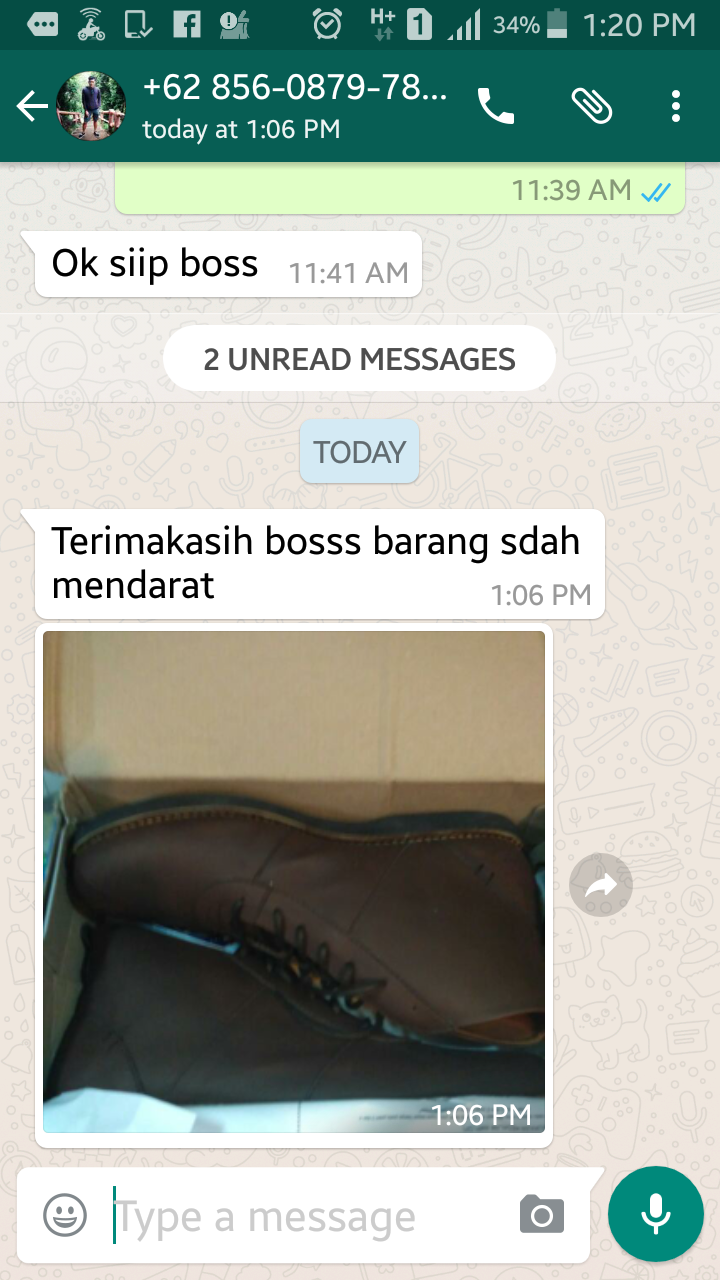 34% 1:20 PM
H+
1
+62 856-0879-78...
today at 1:06 PM
11:39 AM
Ok siip boss 11:41 AM
2 UNREAD MESSAGES
TODAY
Terimakasih bosss barang sdah
mendarat 1:06 PM
1:06 PM
Type a message